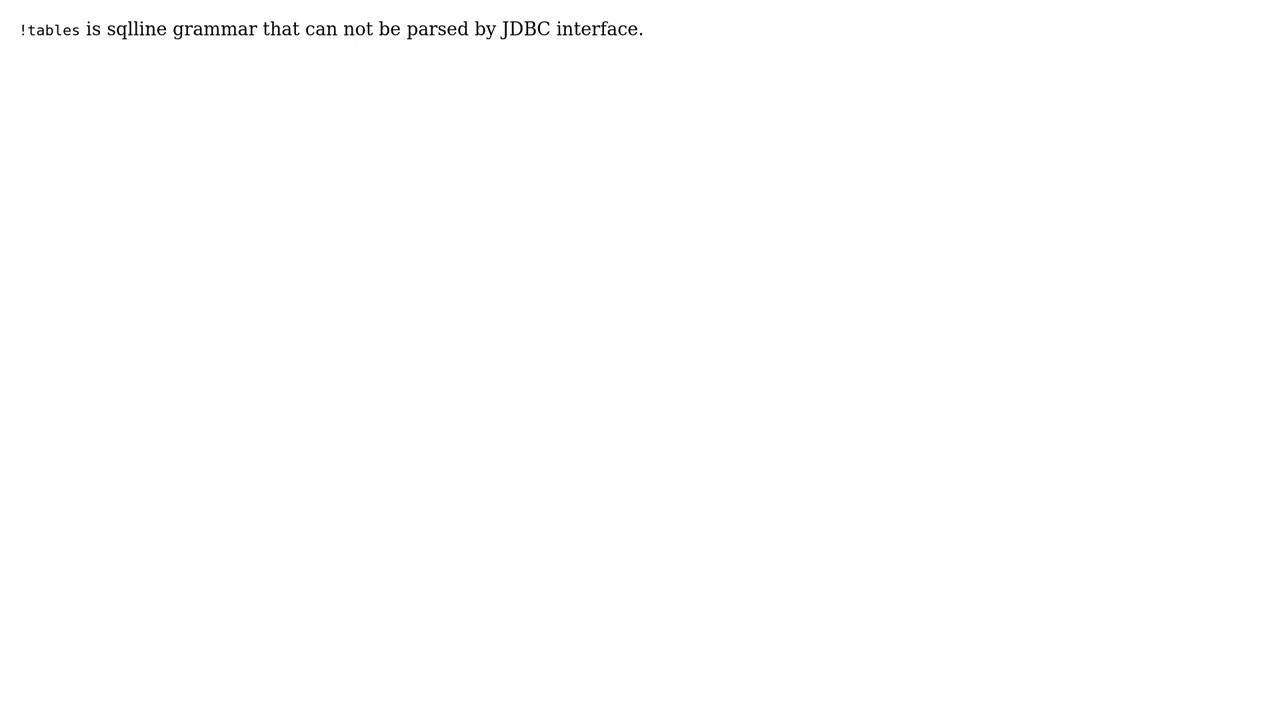 !tables is sqlline grammar that can not be parsed by JDBC interface.